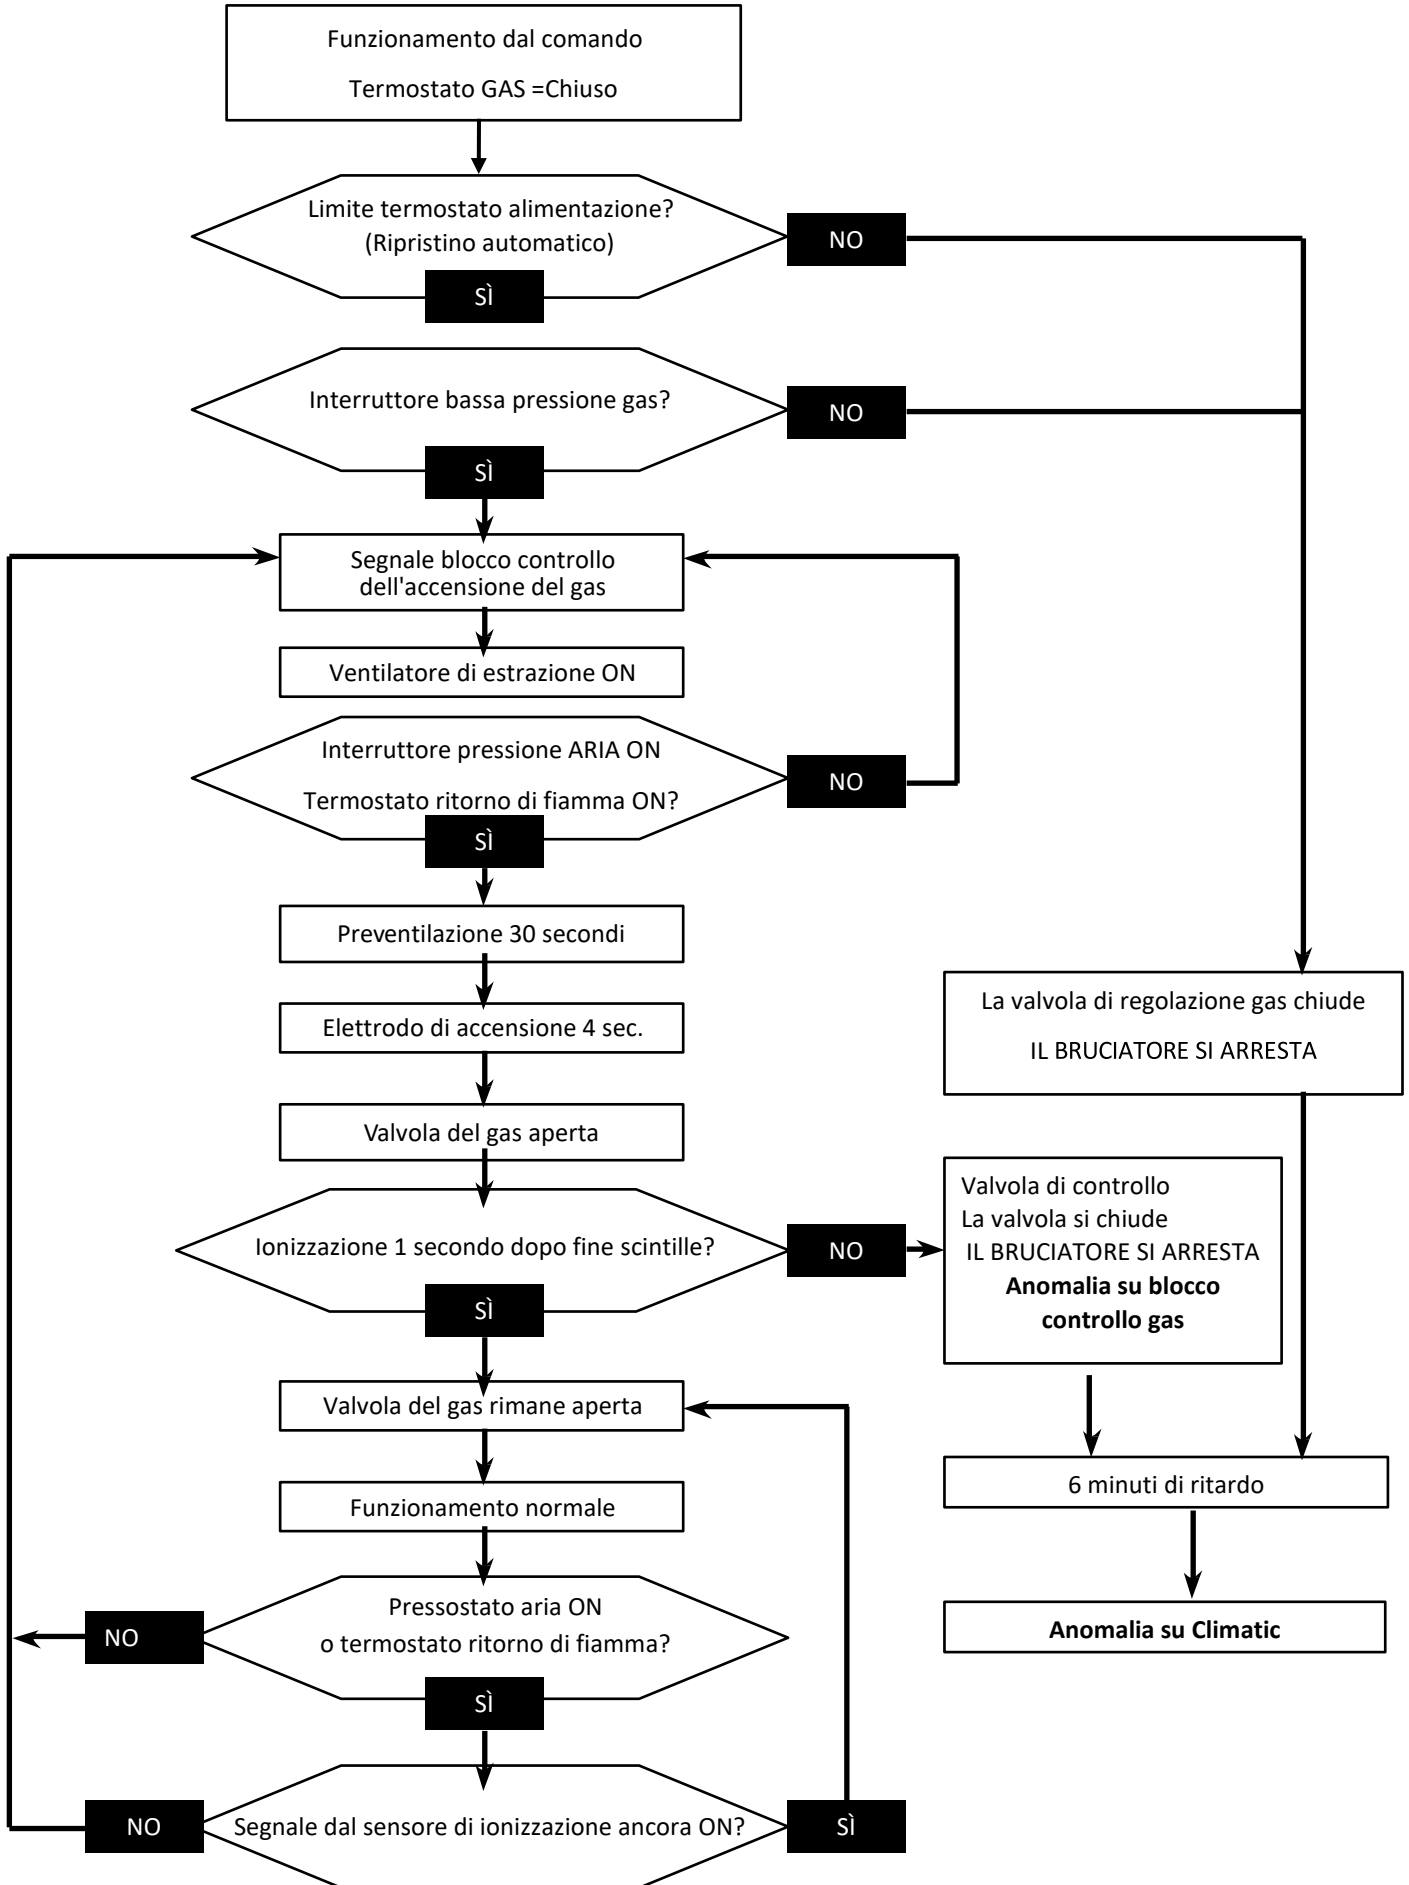 Funzionamento dal comando
Termostato GAS =Chiuso
Limite termostato alimentazione?
(Ripristino automatico)
NO
SÌ
Interruttore bassa pressione gas?
NO
SÌ
Segnale blocco controllo
dell'accensione del gas
Ventilatore di estrazione ON
Interruttore pressione ARIA ON
Termostato ritorno di fiamma ON?
NO
SÌ
Preventilazione 30 secondi
Elettrodo di accensione 4 sec.
Valvola del gas aperta
La valvola di regolazione gas chiude
IL BRUCIATORE SI ARRESTA
Ionizzazione 1 secondo dopo fine scintille?
NO
SÌ
Valvola di controllo
La valvola si chiude
IL BRUCIATORE SI ARRESTA
Anomalia su blocco
controllo gas
Valvola del gas rimane aperta
Funzionamento normale
6 minuti di ritardo
Anomalia su Climatic
Pressostato aria ON
o termostato ritorno di fiamma?
NO
SÌ
Segnale dal sensore di ionizzazione ancora ON?
NO
SÌ